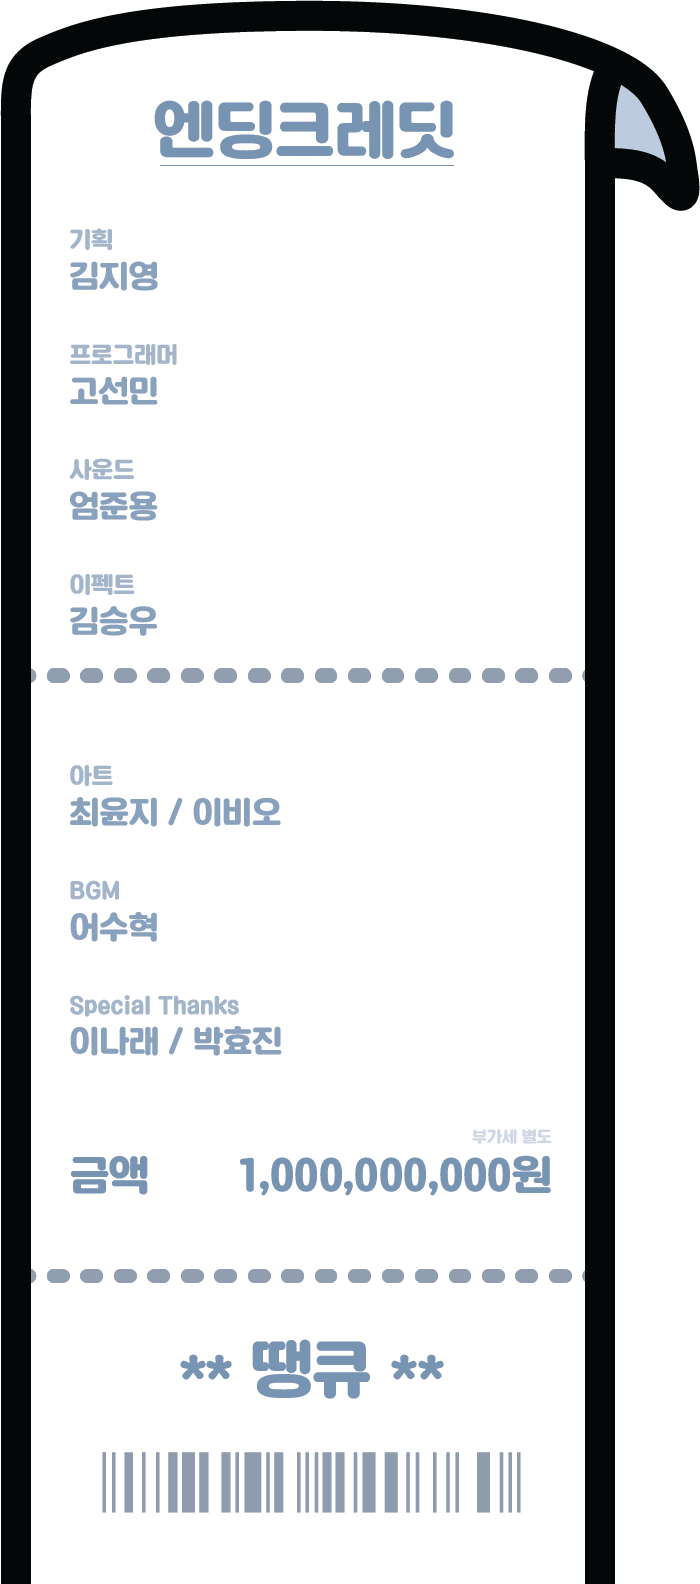 엔딩크레딧
기획
김지영
프로그래머
고선민
사운드
엄준용
이펙트
김승우
아트
최윤지 / 이비오
BGM
어수혁
Special Thanks
이나래 / 박효진
부가세 별도
금액 1,000,000,000원
** 땡큐 **